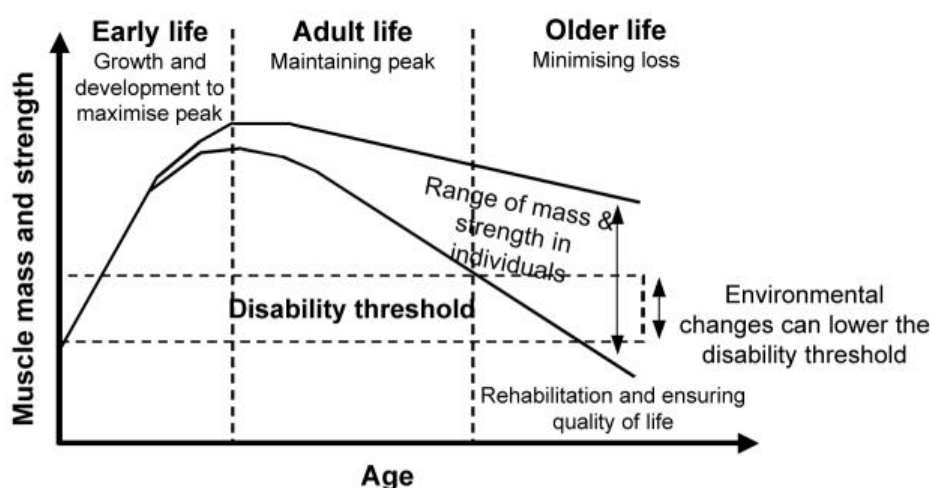 Early life
Growth and
development to
maximise peak
Adult life
Maintaining peak
Older life
Minimising loss
Muscle mass and strength
Range of mass &
strength in
individuals
Disability threshold
Environmental
changes can lower the
disability threshold
Rehabilitation and ensuring
quality of life
Age